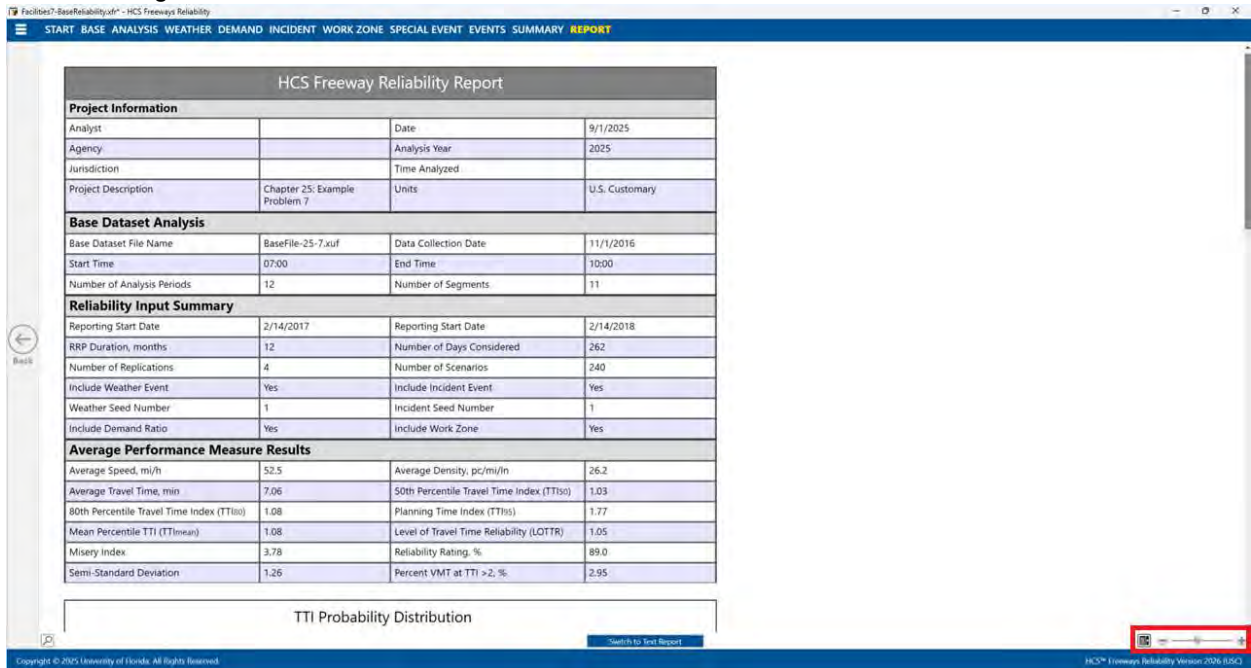 Facilities7-BaseReliability.xfr* - HCS Freeways Reliability
START BASE ANALYSIS WEATHER DEMAND INCIDENT WORK ZONE SPECIAL EVENT EVENTS SUMMARY REPORT
HCS Freeway Reliability Report
Project Information
Analyst Date 9/1/2025
Agency Analysis Year 2025
Jurisdiction Time Analyzed
Project Description Chapter 25: Example Problem 7 Units U.S. Customary
Base Dataset Analysis
Base Dataset File Name BaseFile-25-7.xuf Data Collection Date 11/1/2016
Start Time 07:00 End Time 10:00
Number of Analysis Periods 12 Number of Segments 11
Reliability Input Summary
Reporting Start Date 2/14/2017 Reporting Start Date 2/14/2018
RRP Duration, months 12 Number of Days Considered 262
Number of Replications 4 Number of Scenarios 240
Include Weather Event Yes Include Incident Event Yes
Weather Seed Number 1 Incident Seed Number 1
Include Demand Ratio Yes Include Work Zone Yes
Back
Average Performance Measure Results
Average Speed, mi/h 52.5 Average Density, pc/mi/ln 26.2
Average Travel Time, min 7.06 50th Percentile Travel Time Index (TTI50) 1.03
80th Percentile Travel Time Index (TTI80) 1.08 Planning Time Index (TTI95) 1.77
Mean Percentile TTI (TTImean) 1.08 Level of Travel Time Reliability (LOTTR) 1.05
Misery Index 3.78 Reliability Rating, % 89.0
Semi-Standard Deviation 1.26 Percent VMT at TTI >2, % 2.95
TTI Probability Distribution
Switch to Text Report
Copyright © 2025 University of Florida. All Rights Reserved. HCS™ Freeways Reliability Version 2026 (USC)